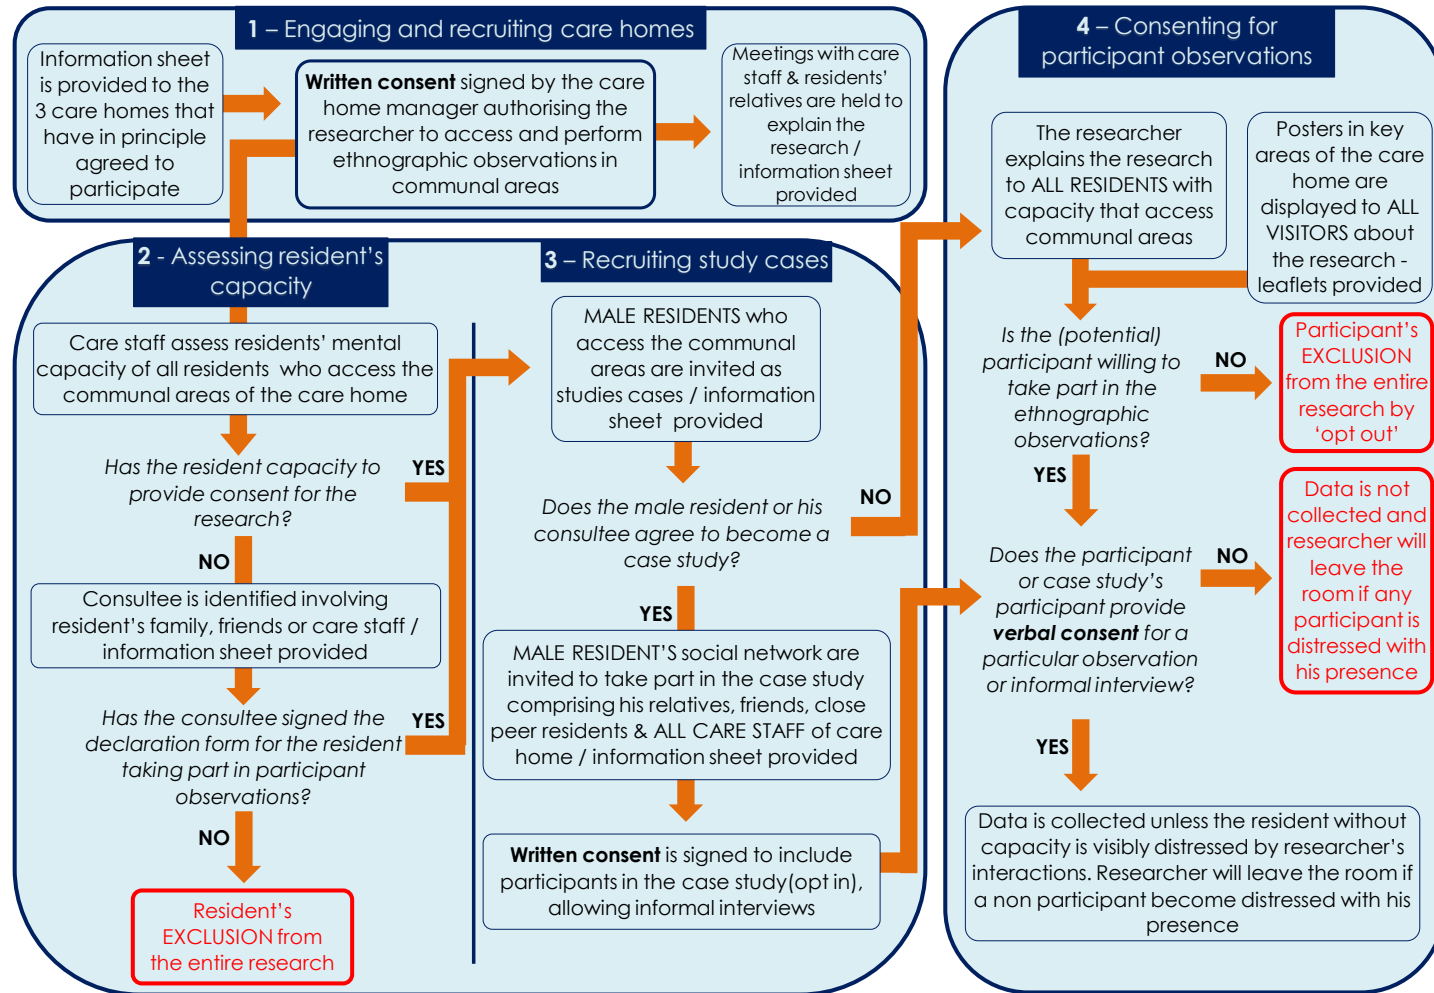 1 – Engaging and recruiting care homes
Information sheet
is provided to the
3 care homes that
have in principle
agreed to
participate
Written consent signed by the care
home manager authorising the
researcher to access and perform
ethnographic observations in
communal areas
Meetings with care
staff & residents'
relatives are held to
explain the
research /
information sheet
provided
2 - Assessing resident's
capacity
Care staff assess residents' mental
capacity of all residents who access the
communal areas of the care home
Has the resident capacity to
provide consent for the
research?
YES
NO
Consultee is identified involving
resident's family, friends or care staff /
information sheet provided
Has the consultee signed the
declaration form for the resident
taking part in participant
observations?
YES
NO
Resident's
EXCLUSION from
the entire research
3 – Recruiting study cases
MALE RESIDENTS who
access the communal
areas are invited as
studies cases / information
sheet provided
Does the male resident or his
consultee agree to become a
case study?
NO
YES
MALE RESIDENT'S social network are
invited to take part in the case study
comprising his relatives, friends, close
peer residents & ALL CARE STAFF of care
home / information sheet provided
Written consent is signed to include
participants in the case study(opt in),
allowing informal interviews
4 – Consenting for
participant observations
The researcher
explains the research
to ALL RESIDENTS with
capacity that access
communal areas
Posters in key
areas of the care
home are
displayed to ALL
VISITORS about
the research -
leaflets provided
Is the (potential)
participant willing to
take part in the
ethnographic
observations?
NO
Participant's
EXCLUSION
from the entire
research by
'opt out'
YES
Does the participant
or case study's
participant provide
verbal consent for a
particular observation
or informal interview?
NO
Data is not
collected and
researcher will
leave the
room if any
participant is
distressed with
his presence
YES
Data is collected unless the resident without
capacity is visibly distressed by researcher's
interactions. Researcher will leave the room if
a non participant become distressed with his
presence